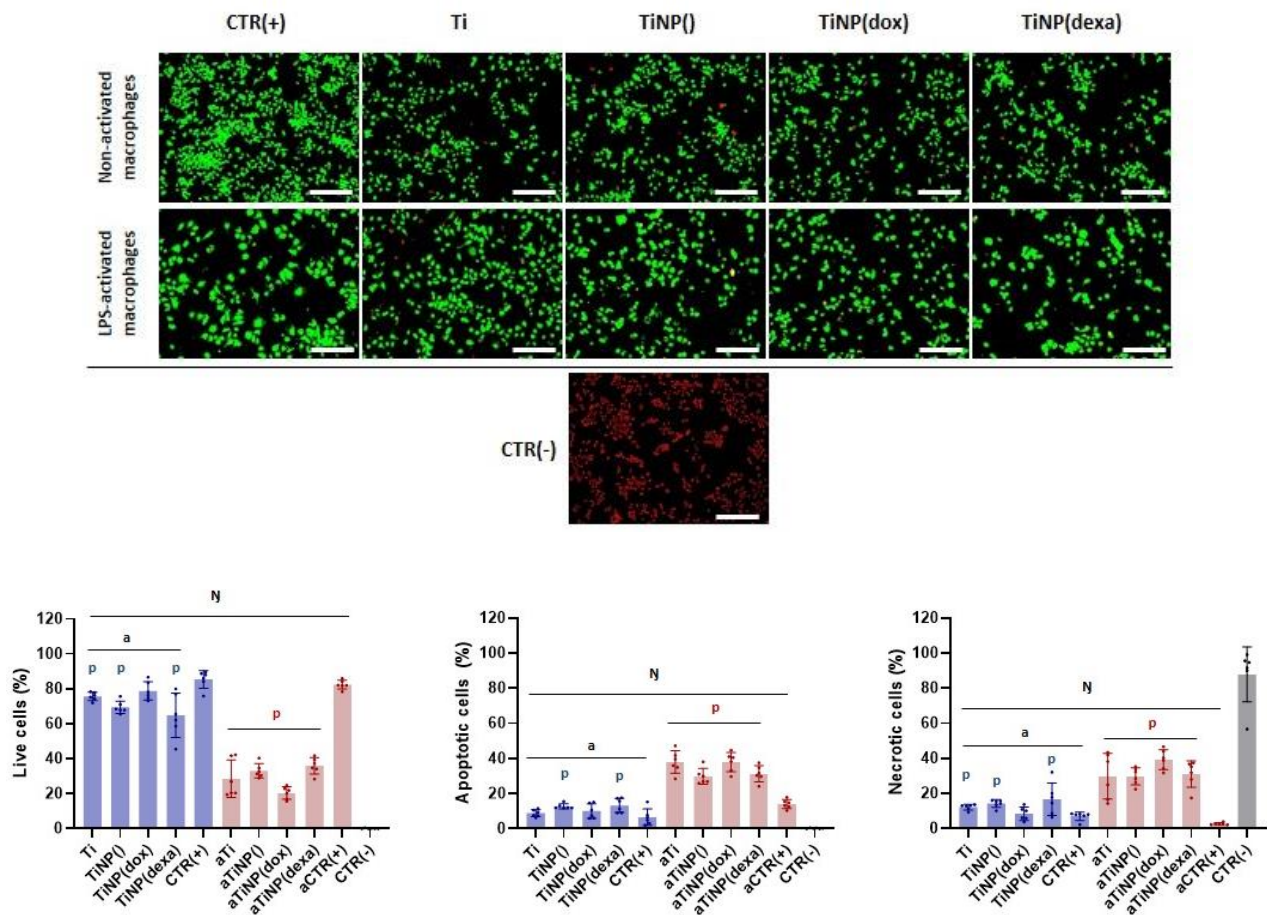 CTR(+) Ti TiNP() TiNP(dox) TiNP(dexa)
Non-activated
macrophages
LPS-activated
macrophages
CTR(-)
Live cells (%)
120
100
80
60
40
20
0
a
p p p
p
Ti
TiNP()
TiNP(dox)
TiNP(dexa)
CTR(+)
aTi
aTiNP()
aTiNP(dox)
aTiNP(dexa)
aCTR(+)
CTR(-)
Apoptotic cells (%)
120
100
80
60
40
20
0
a
p p
p
Ti
TiNP()
TiNP(dox)
TiNP(dexa)
CTR(+)
aTi
aTiNP()
aTiNP(dox)
aTiNP(dexa)
aCTR(+)
CTR(-)
Necrotic cells (%)
120
100
80
60
40
20
0
a
p p p
p
Ti
TiNP()
TiNP(dox)
TiNP(dexa)
CTR(+)
aTi
aTiNP()
aTiNP(dox)
aTiNP(dexa)
aCTR(+)
CTR(-)